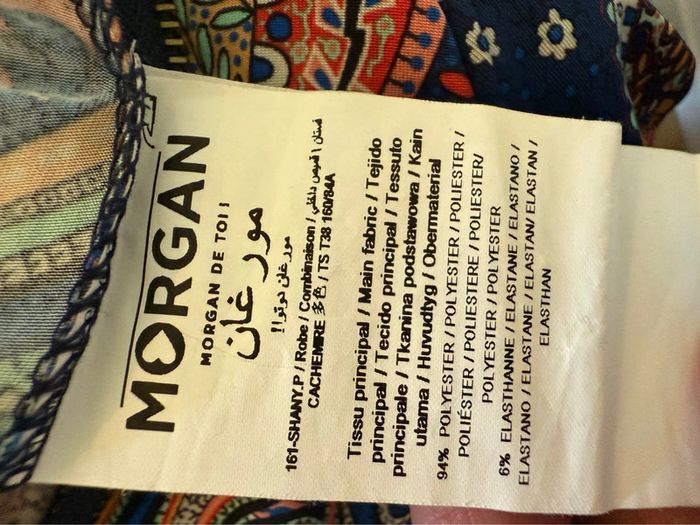 MORGAN
MORGAN DE TOI !
مورغان
مورغان دوتوا!!
161-SHANY.P / Robe / Combinaison / فستان / قميص داخلي
CACHEMIRE 多色 / TS T38 160/84A
Tissu principal / Main fabric / Tejido
principal / Tecido principal / Tessuto
principale / Tkanina podstawowa / Kain
utama / Huvudtyg / Obermaterial
94% POLYESTER / POLYESTER / POLIESTER /
POLIÉSTER / POLIESTERE / POLIESTER/
POLYESTER / POLYESTER
6% ELASTHANNE / ELASTANE / ELASTANO /
ELASTANO / ELASTANE / ELASTAN/ ELASTAN /
ELASTHAN